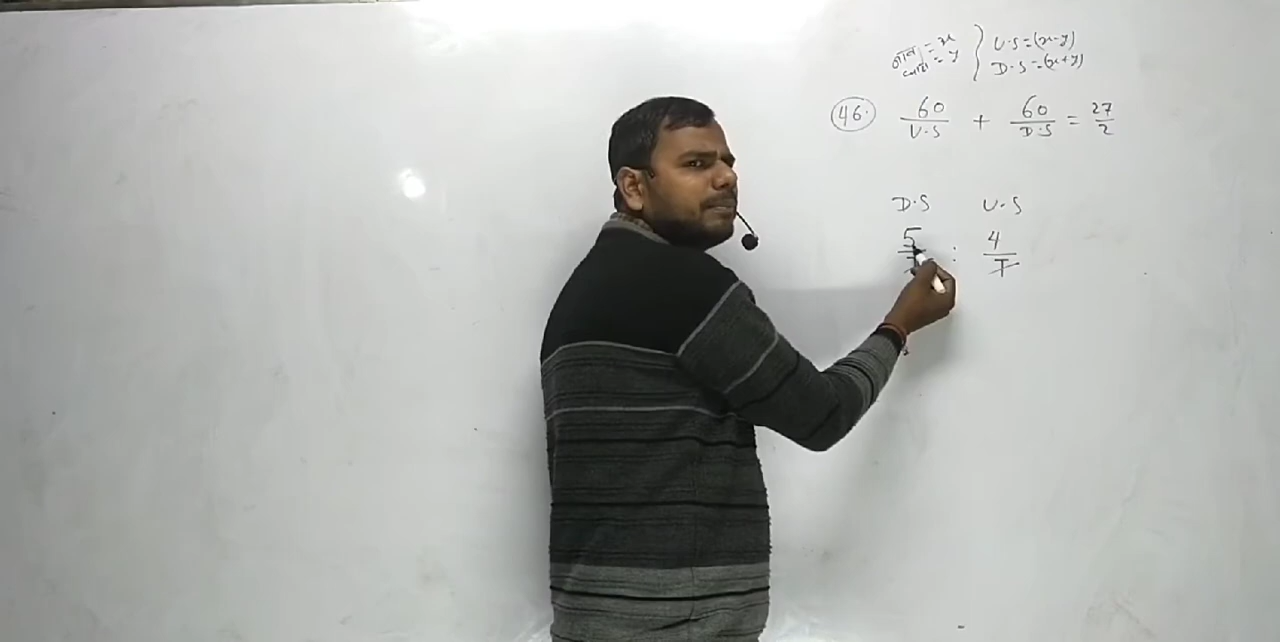 नाव = x
धारा = y
U.S = (x-y)
D.S = (x+y)
46. 60/U.S + 60/D.S = 27/2
D.S U.S
5/T : 4/T